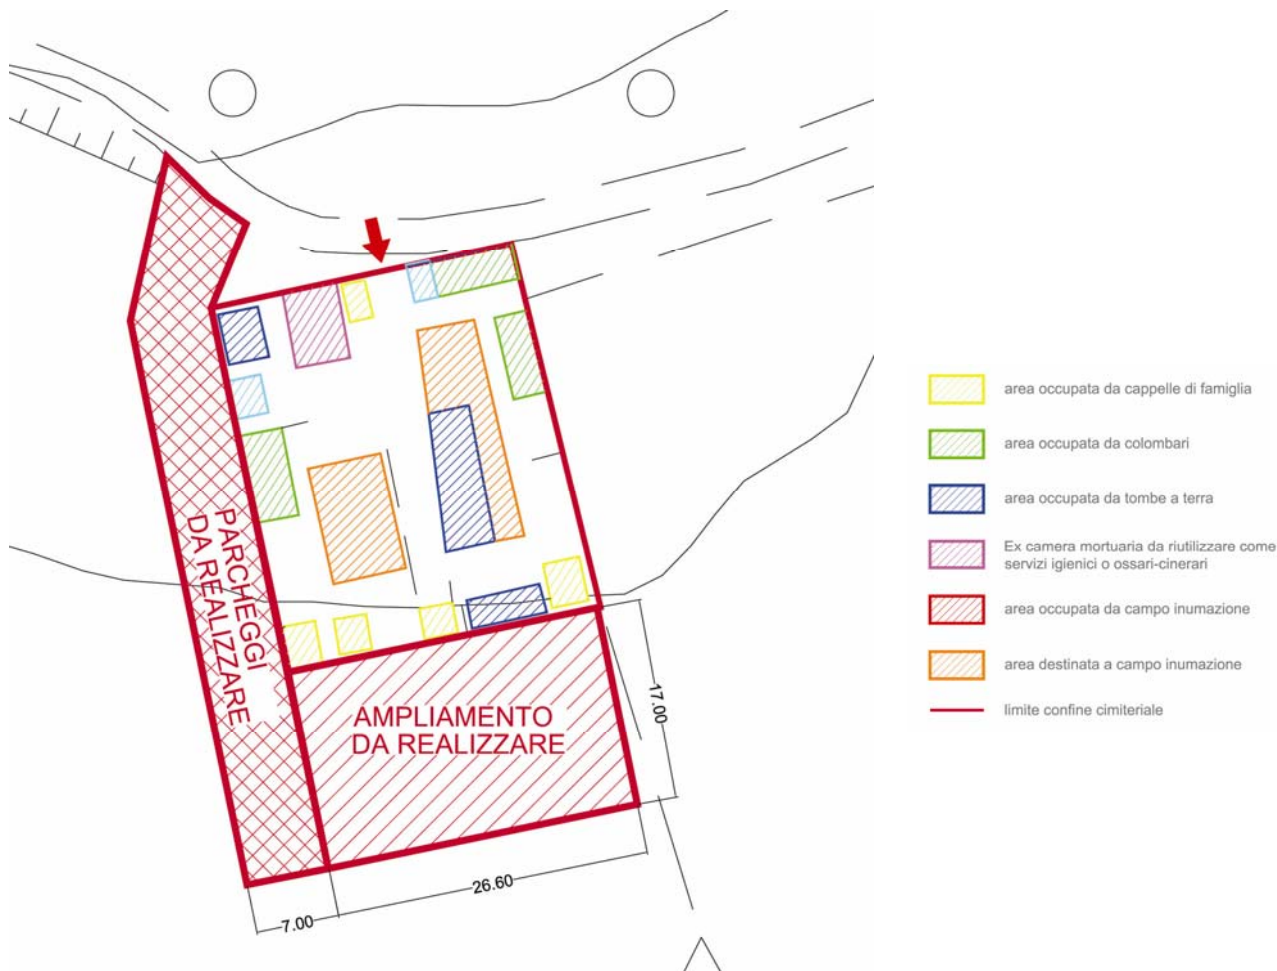 PARCHEGGI
DA REALIZZARE
AMPLIAMENTO
DA REALIZZARE
17.00
26.60
7.00
area occupata da cappelle di famiglia
area occupata da colombari
area occupata da tombe a terra
Ex camera mortuaria da riutilizzare come
servizi igienici o ossari-cinerari
area occupata da campo inumazione
area destinata a campo inumazione
limite confine cimiteriale